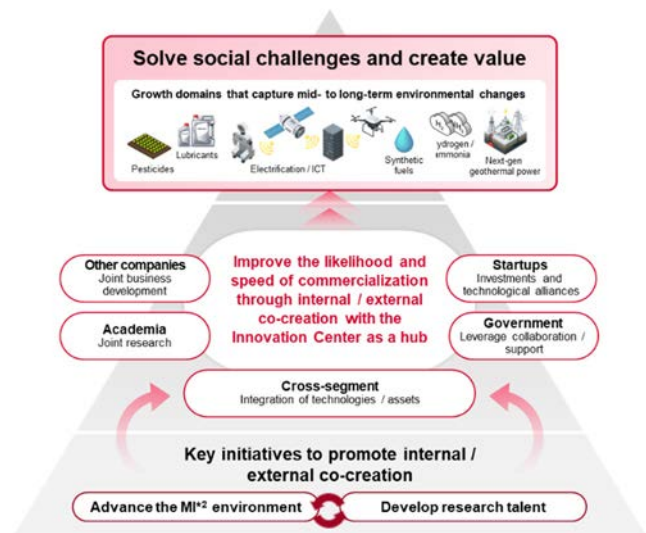 Solve social challenges and create value
Growth domains that capture mid- to long-term environmental changes
Pesticides
Lubricants
Electrification / ICT
Synthetic
fuels
H₂
ydrogen /
mmonia
Next-gen
geothermal power
Other companies
Joint business
development
Academia
Joint research
Improve the likelihood and
speed of commercialization
through internal / external
co-creation with the
Innovation Center as a hub
Startups
Investments and
technological alliances
Government
Leverage collaboration /
support
Cross-segment
Integration of technologies / assets
Key initiatives to promote internal /
external co-creation
Advance the MI*² environment
Develop research talent